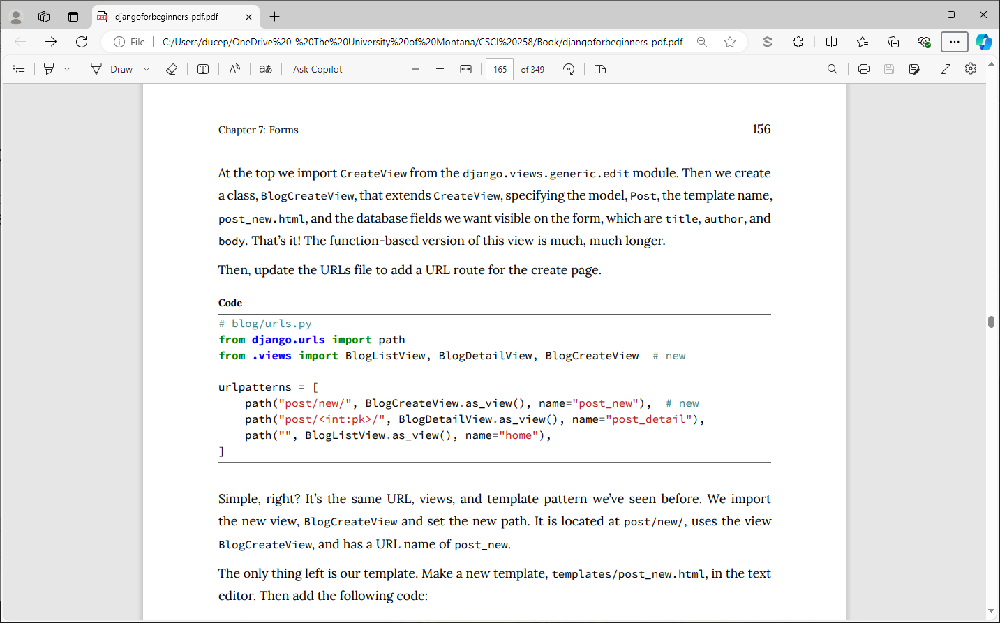 djangoforbeginners-pdf.pdf
File
C:/Users/ducep/OneDrive%20-%20The%20University%20of%20Montana/CSCI%20258/Book/djangoforbeginners-pdf.pdf
Draw
Ask Copilot
165 of 349
Chapter 7: Forms 156
At the top we import CreateView from the django.views.generic.edit module. Then we create
a class, BlogCreateView, that extends CreateView, specifying the model, Post, the template name,
post_new.html, and the database fields we want visible on the form, which are title, author, and
body. That’s it! The function-based version of this view is much, much longer.
Then, update the URLs file to add a URL route for the create page.
Code
# blog/urls.py
from django.urls import path
from .views import BlogListView, BlogDetailView, BlogCreateView  # new
urlpatterns = [
    path("post/new/", BlogCreateView.as_view(), name="post_new"),  # new
    path("post/<int:pk>/", BlogDetailView.as_view(), name="post_detail"),
    path("", BlogListView.as_view(), name="home"),
]
Simple, right? It’s the same URL, views, and template pattern we’ve seen before. We import
the new view, BlogCreateView and set the new path. It is located at post/new/, uses the view
BlogCreateView, and has a URL name of post_new.
The only thing left is our template. Make a new template, templates/post_new.html, in the text
editor. Then add the following code: